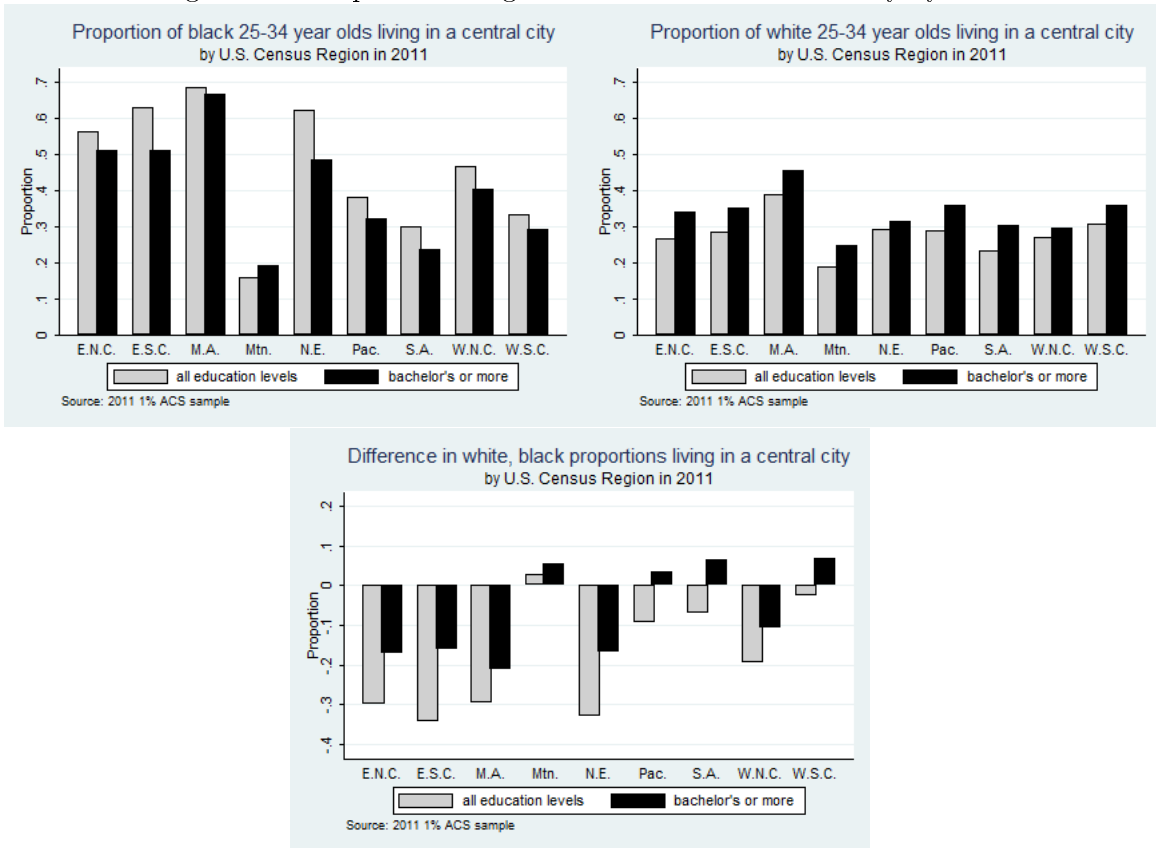 Proportion of black 25-34 year olds living in a central city
by U.S. Census Region in 2011
Proportion
.7
.6
.5
.4
.3
.2
.1
0
E.N.C. E.S.C. M.A. Mtn. N.E. Pac. S.A. W.N.C. W.S.C.
all education levels bachelor's or more
Source: 2011 1% ACS sample
Proportion of white 25-34 year olds living in a central city
by U.S. Census Region in 2011
Proportion
.7
.6
.5
.4
.3
.2
.1
0
E.N.C. E.S.C. M.A. Mtn. N.E. Pac. S.A. W.N.C. W.S.C.
all education levels bachelor's or more
Source: 2011 1% ACS sample
Difference in white, black proportions living in a central city
by U.S. Census Region in 2011
Proportion
.2
.1
0
-.1
-.2
-.3
-.4
E.N.C. E.S.C. M.A. Mtn. N.E. Pac. S.A. W.N.C. W.S.C.
all education levels bachelor's or more
Source: 2011 1% ACS sample